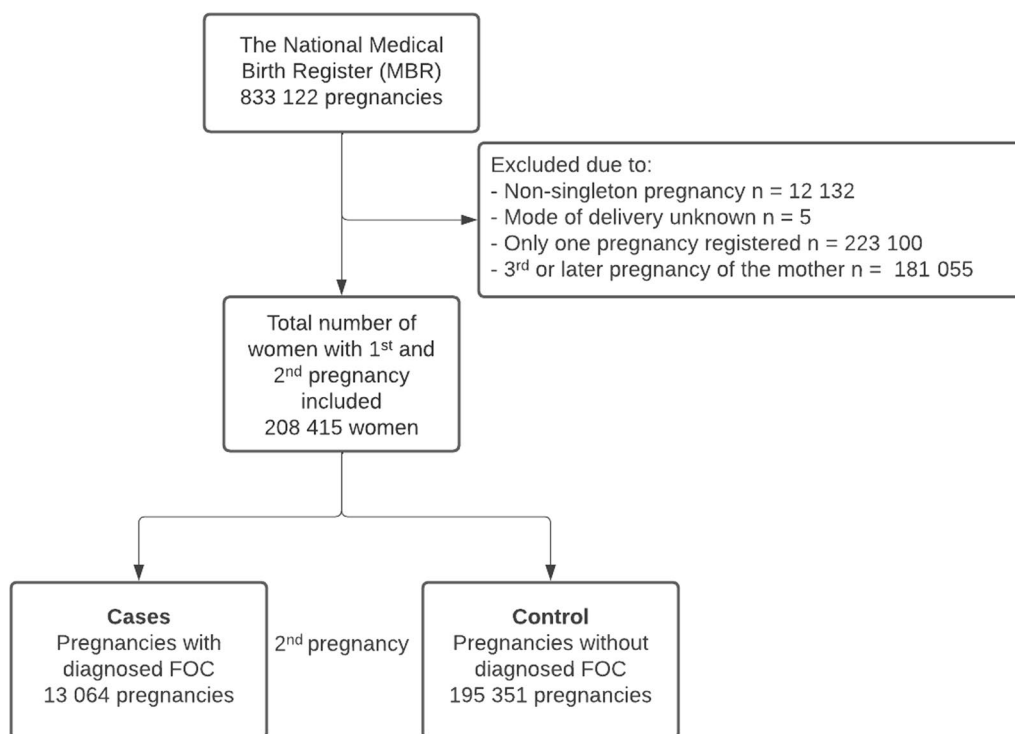 The National Medical
Birth Register (MBR)
833 122 pregnancies
Excluded due to:
- Non-singleton pregnancy n = 12 132
- Mode of delivery unknown n = 5
- Only one pregnancy registered n = 223 100
- 3rd or later pregnancy of the mother n =  181 055
Total number of
women with 1st and
2nd pregnancy
included
208 415 women
Cases
Pregnancies with
diagnosed FOC
13 064 pregnancies
2nd pregnancy
Control
Pregnancies without
diagnosed FOC
195 351 pregnancies